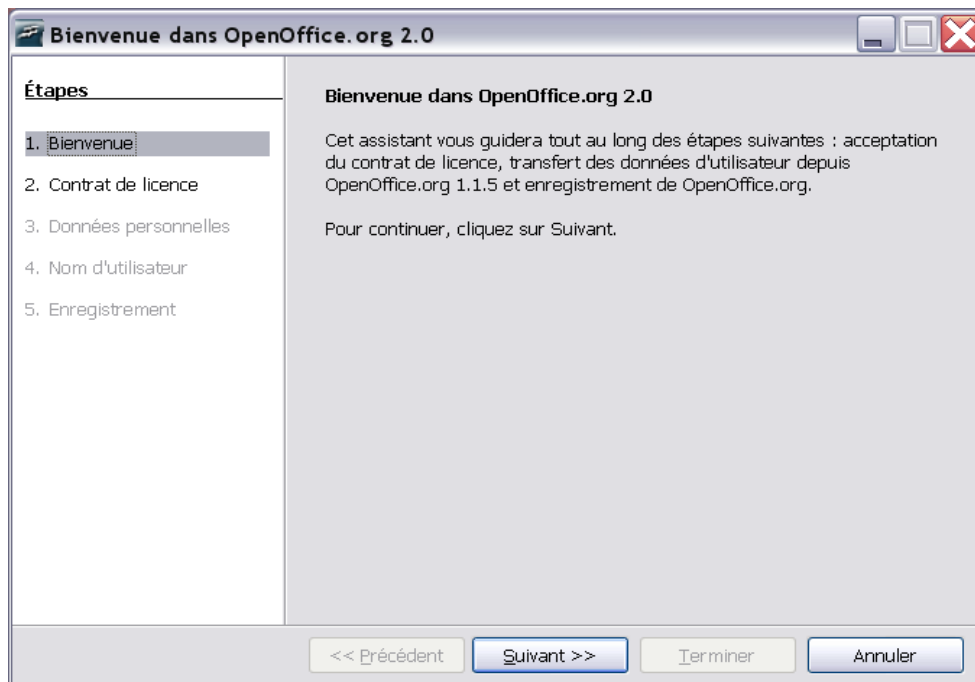 Bienvenue dans OpenOffice.org 2.0
Étapes
1. Bienvenue
2. Contrat de licence
3. Données personnelles
4. Nom d'utilisateur
5. Enregistrement
Bienvenue dans OpenOffice.org 2.0
Cet assistant vous guidera tout au long des étapes suivantes : acceptation
du contrat de licence, transfert des données d'utilisateur depuis
OpenOffice.org 1.1.5 et enregistrement de OpenOffice.org.
Pour continuer, cliquez sur Suivant.
<< Précédent
Suivant >>
Terminer
Annuler